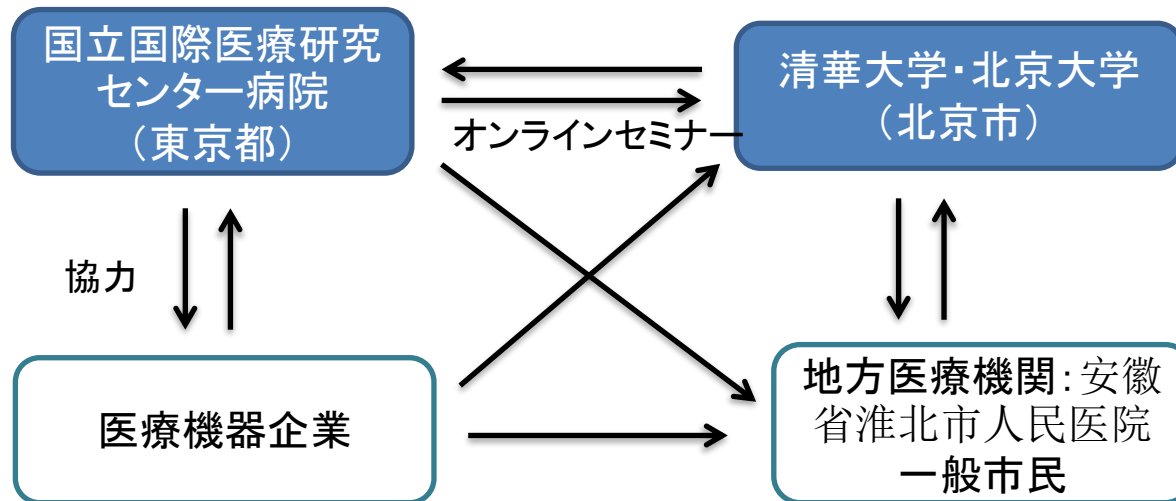 国立国際医療研究
センター病院
（東京都）
清華大学・北京大学
（北京市）
オンラインセミナー
協力
医療機器企業
地方医療機関：安徽
省淮北市人民医院
一般市民